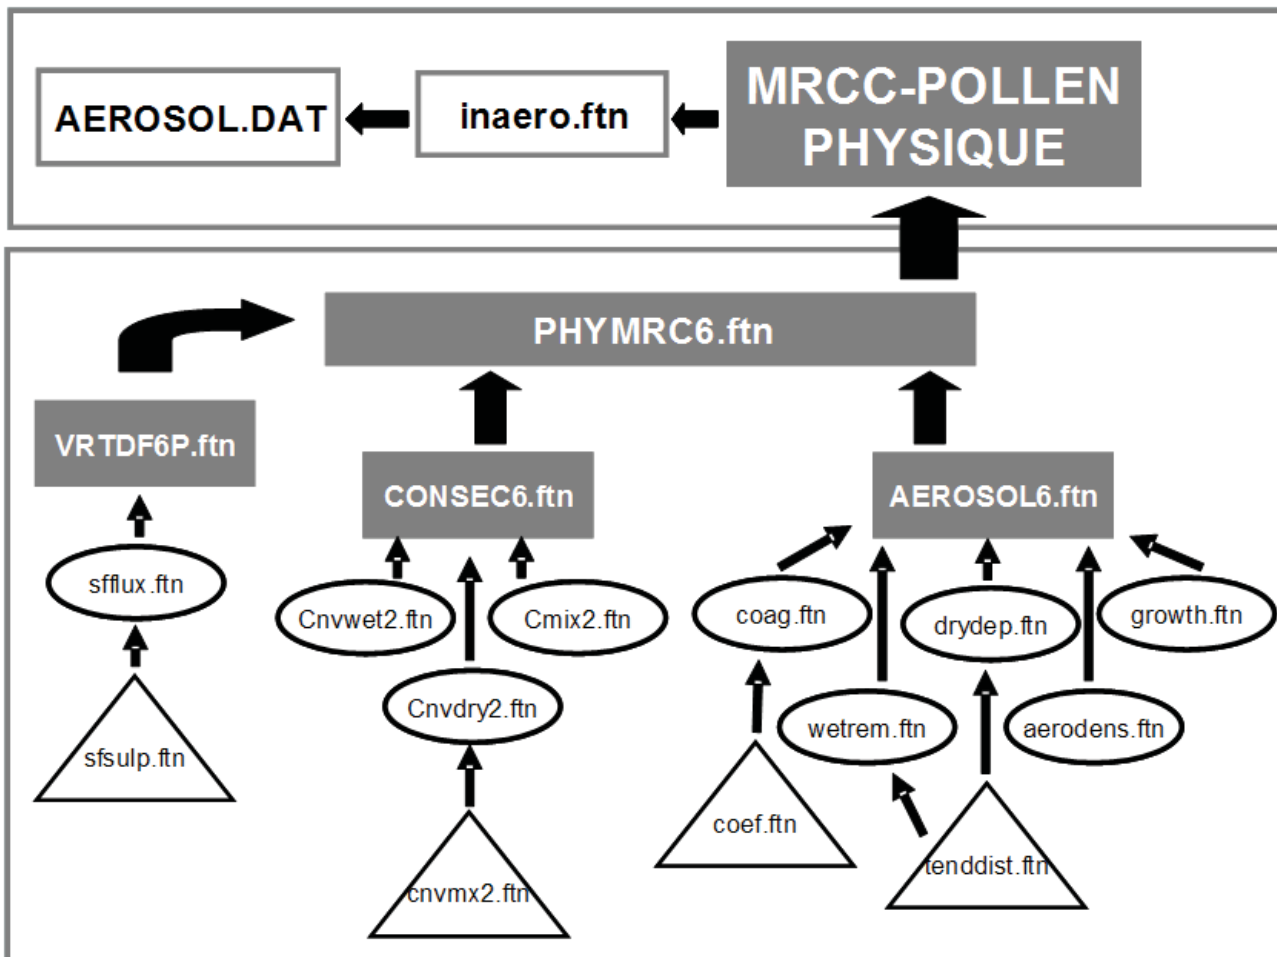 AEROSOL.DAT
inaero.ftn
MRCC-POLLEN
PHYSIQUE
PHYMRC6.ftn
VRTDF6P.ftn
CONSEC6.ftn
AEROSOL6.ftn
sfflux.ftn
Cnvwet2.ftn
Cmix2.ftn
coag.ftn
drydep.ftn
growth.ftn
Cnvdry2.ftn
wetrem.ftn
aerodens.ftn
sfsulp.ftn
coef.ftn
tenddist.ftn
cnvmx2.ftn